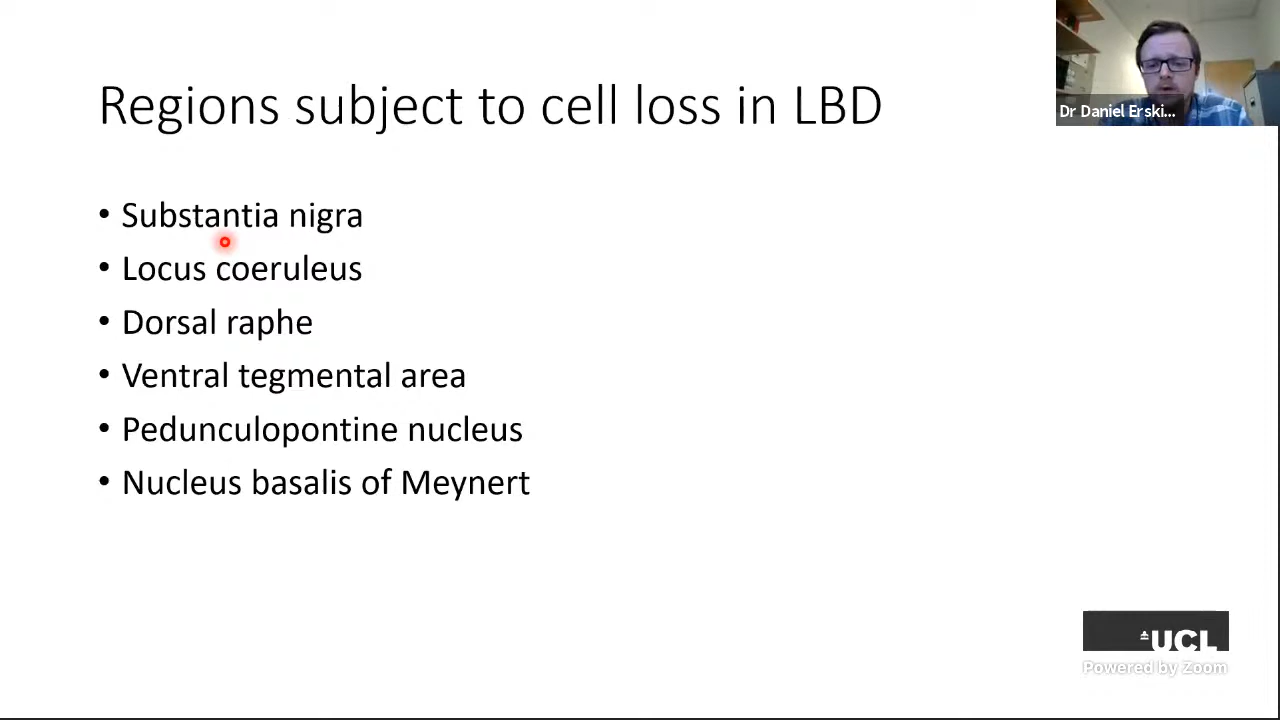 Regions subject to cell loss in LBD
Dr Daniel Erski...
• Substantia nigra
• Locus coeruleus
• Dorsal raphe
• Ventral tegmental area
• Pedunculopontine nucleus
• Nucleus basalis of Meynert
UCL
Powered by Zoom